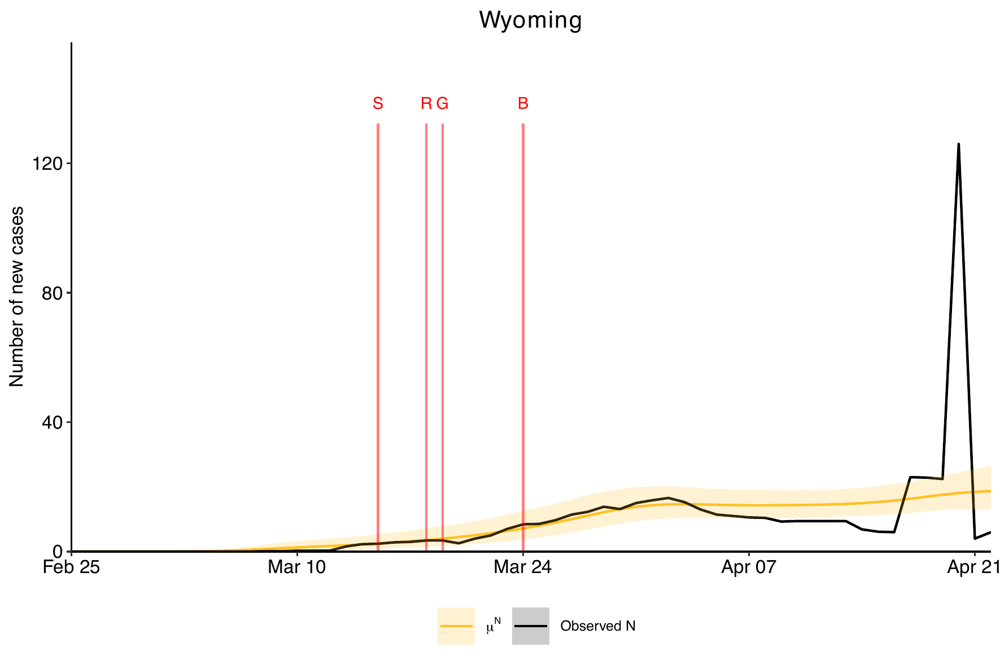 Wyoming
S R G B
Number of new cases
120
80
40
0
Feb 25 Mar 10 Mar 24 Apr 07 Apr 21
μN Observed N